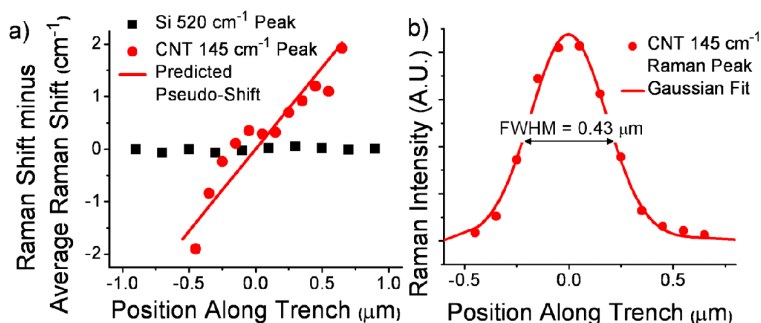 a)
Si 520 cm⁻¹ Peak
CNT 145 cm⁻¹ Peak
Predicted
Pseudo-Shift
Raman Shift minus
Average Raman Shift (cm⁻¹)
2
1
0
-1
-2
-1.0
-0.5
0.0
0.5
1.0
Position Along Trench (μm)
b)
CNT 145 cm⁻¹
Raman Peak
Gaussian Fit
FWHM = 0.43 μm
Raman Intensity (A.U.)
-0.5
0.0
0.5
Position Along Trench (μm)